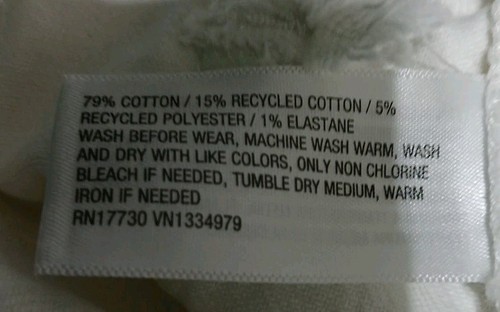 79% COTTON / 15% RECYCLED COTTON / 5%
RECYCLED POLYESTER / 1% ELASTANE
WASH BEFORE WEAR, MACHINE WASH WARM, WASH
AND DRY WITH LIKE COLORS, ONLY NON CHLORINE
BLEACH IF NEEDED, TUMBLE DRY MEDIUM, WARM
IRON IF NEEDED
RN17730 VN1334979